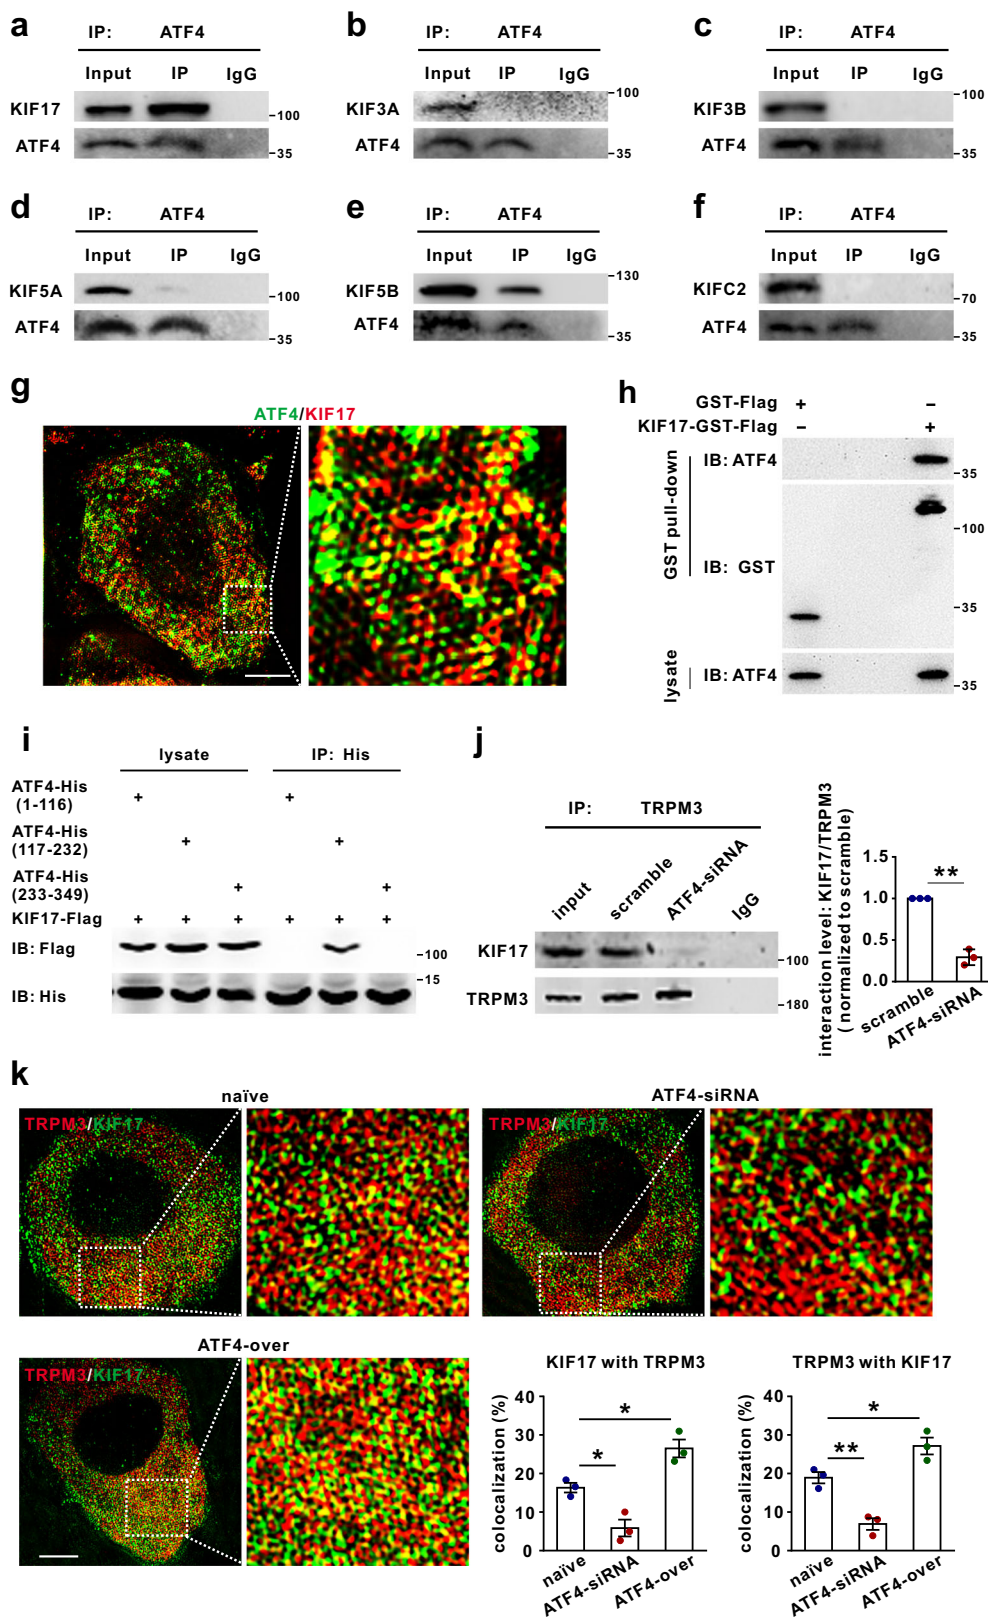 a
IP: ATF4
Input IP IgG
KIF17
-100
ATF4
-35
b
IP: ATF4
Input IP IgG
KIF3A
-100
ATF4
-35
c
IP: ATF4
Input IP IgG
KIF3B
-100
ATF4
-35
d
IP: ATF4
Input IP IgG
KIF5A
-100
ATF4
-35
e
IP: ATF4
Input IP IgG
KIF5B
-130
ATF4
-35
f
IP: ATF4
Input IP IgG
KIFC2
-70
ATF4
-35
g
ATF4/KIF17
h
GST-Flag + −
KIF17-GST-Flag − +
GST pull-down
IB: ATF4
-35
-100
IB: GST
-35
lysate
IB: ATF4
-35
i
lysate IP: His
ATF4-His
(1-116)
+ +
ATF4-His
(117-232)
+ +
ATF4-His
(233-349)
+ +
KIF17-Flag + + + + + +
IB: Flag
-100
-15
IB: His
j
IP: TRPM3
input scramble ATF4-siRNA IgG
KIF17
-100
TRPM3
-180
interaction level: KIF17/TRPM3
( normalized to scramble)
1.5
1.0
0.5
0.0
**
scramble
ATF4-siRNA
k
naïve
TRPM3/KIF17
ATF4-siRNA
TRPM3/KIF17
ATF4-over
TRPM3/KIF17
KIF17 with TRPM3
colocalization (%)
40
30
20
10
0
*
*
naïve
ATF4-siRNA
ATF4-over
TRPM3 with KIF17
colocalization (%)
40
30
20
10
0
*
**
naïve
ATF4-siRNA
ATF4-over